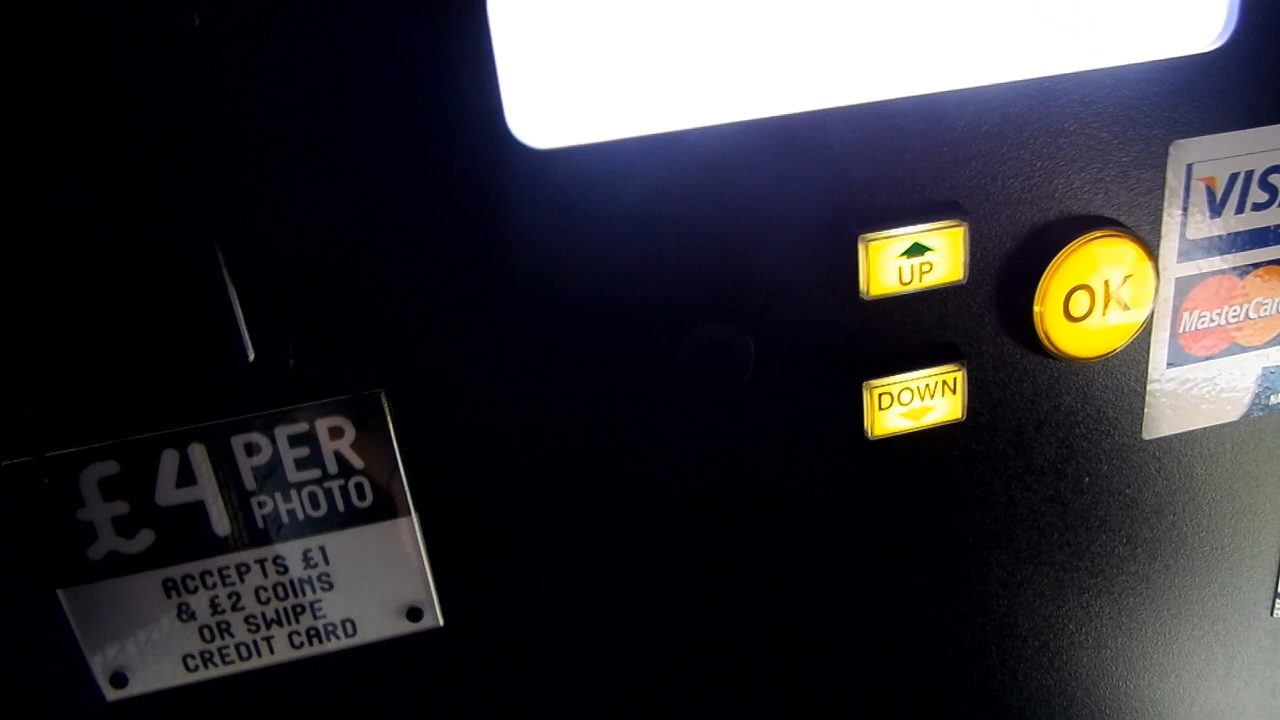 £4 PER
PHOTO
ACCEPTS £1
& £2 COINS
OR SWIPE
CREDIT CARD
UP
DOWN
OK
VISA
MasterCard